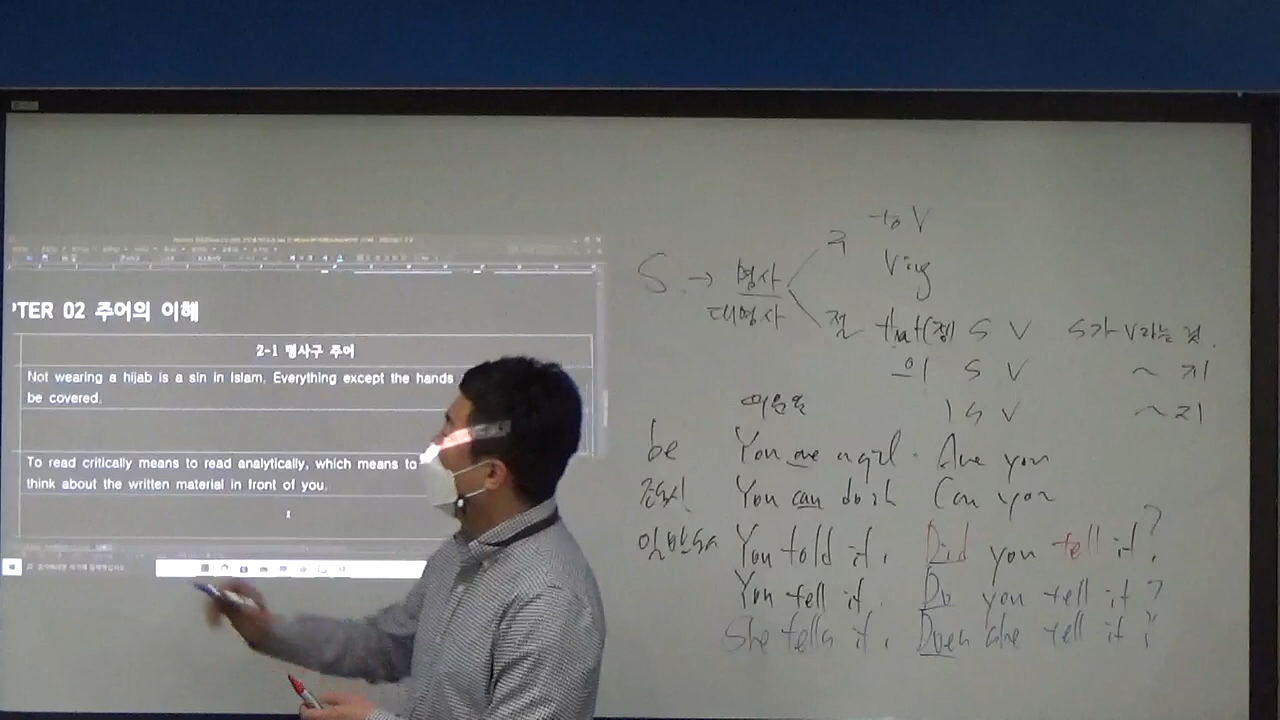 PTER 02 주어의 이해
2-1 명사구 주어
Not wearing a hijab is a sin in Islam. Everything except the hands
be covered.
To read critically means to read analytically, which means to
think about the written material in front of you.
to V
구
Ving
S. → 명사
대명사
절 that( S V S가 V라는 것.
의 S V ~ 지
의문문 S V ~지
be You are a girl. Are you
조동사 You can do it Can you
일반동사 You told it. Did you tell it?
You tell it. Do you tell it?
She tells it. Does she tell it?